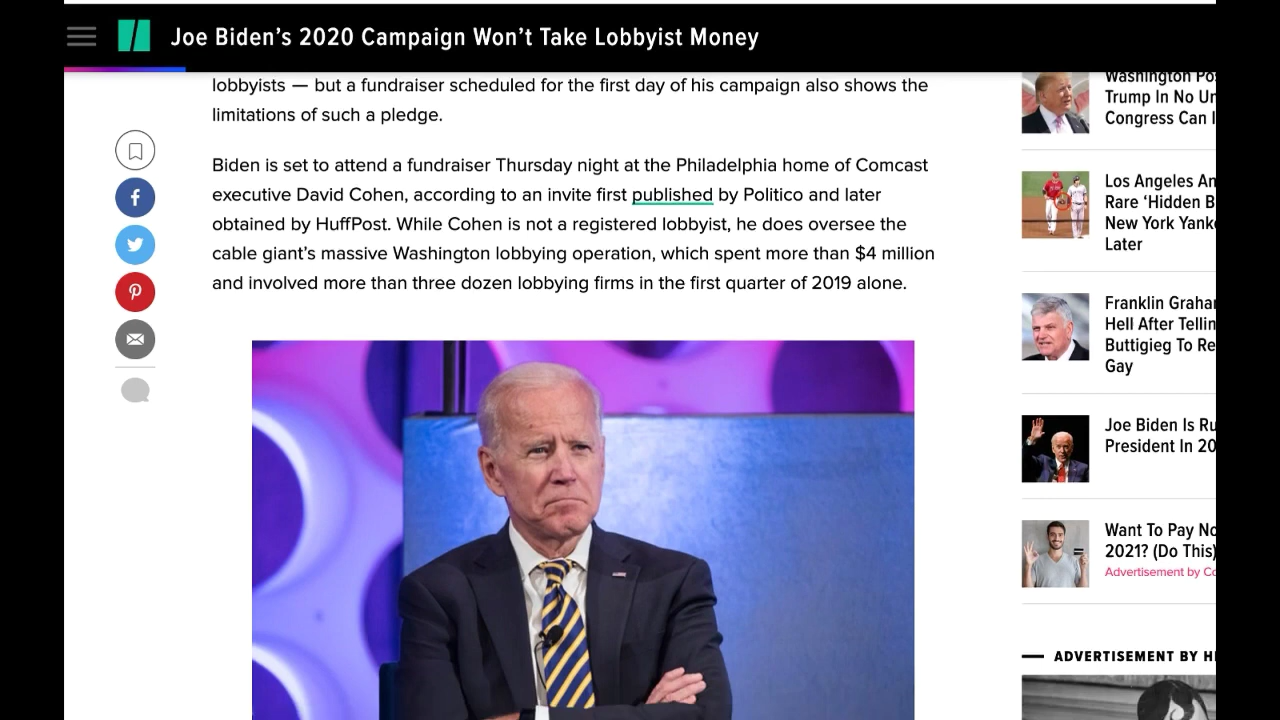 Joe Biden’s 2020 Campaign Won’t Take Lobbyist Money
lobbyists — but a fundraiser scheduled for the first day of his campaign also shows the
limitations of such a pledge.
Biden is set to attend a fundraiser Thursday night at the Philadelphia home of Comcast
executive David Cohen, according to an invite first published by Politico and later
obtained by HuffPost. While Cohen is not a registered lobbyist, he does oversee the
cable giant’s massive Washington lobbying operation, which spent more than $4 million
and involved more than three dozen lobbying firms in the first quarter of 2019 alone.
Washington
Trump In No
Congress Can
Los Angeles
Rare ‘Hidden
New York
Later
Franklin
Hell After
Buttigieg To
Gay
Joe Biden Is
President In
Want To Pay
2021? (Do This)
Advertisement by
ADVERTISEMENT BY